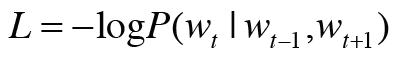 L = −logP(w_t | w_{t−1}, w_{t+1})